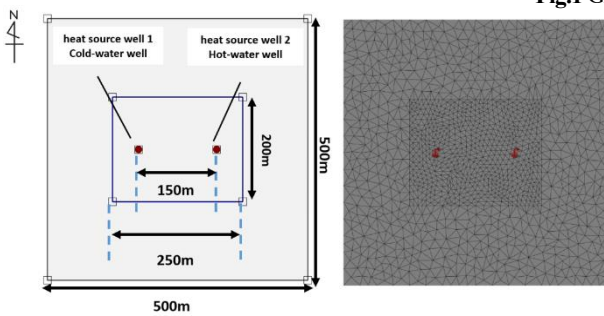 Fig.1 G
N
heat source well 1
Cold-water well
heat source well 2
Hot-water well
200m
500m
150m
250m
500m